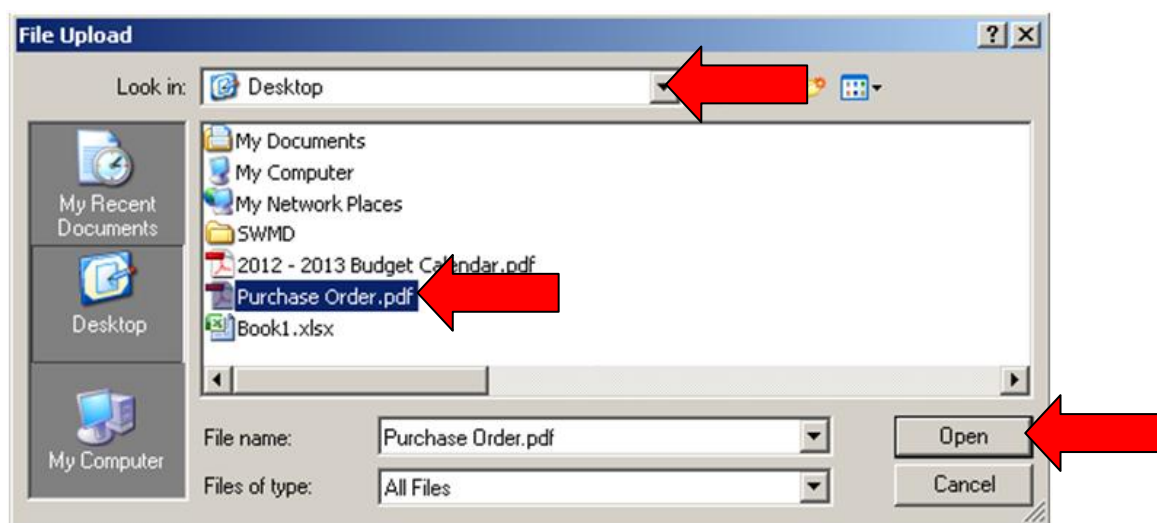 File Upload
Look in: Desktop
My Recent
Documents
Desktop
My Computer
My Documents
My Computer
My Network Places
SWMD
2012 - 2013 Budget Calendar.pdf
Purchase Order.pdf
Book1.xlsx
File name: Purchase Order.pdf Open
Files of type: All Files Cancel